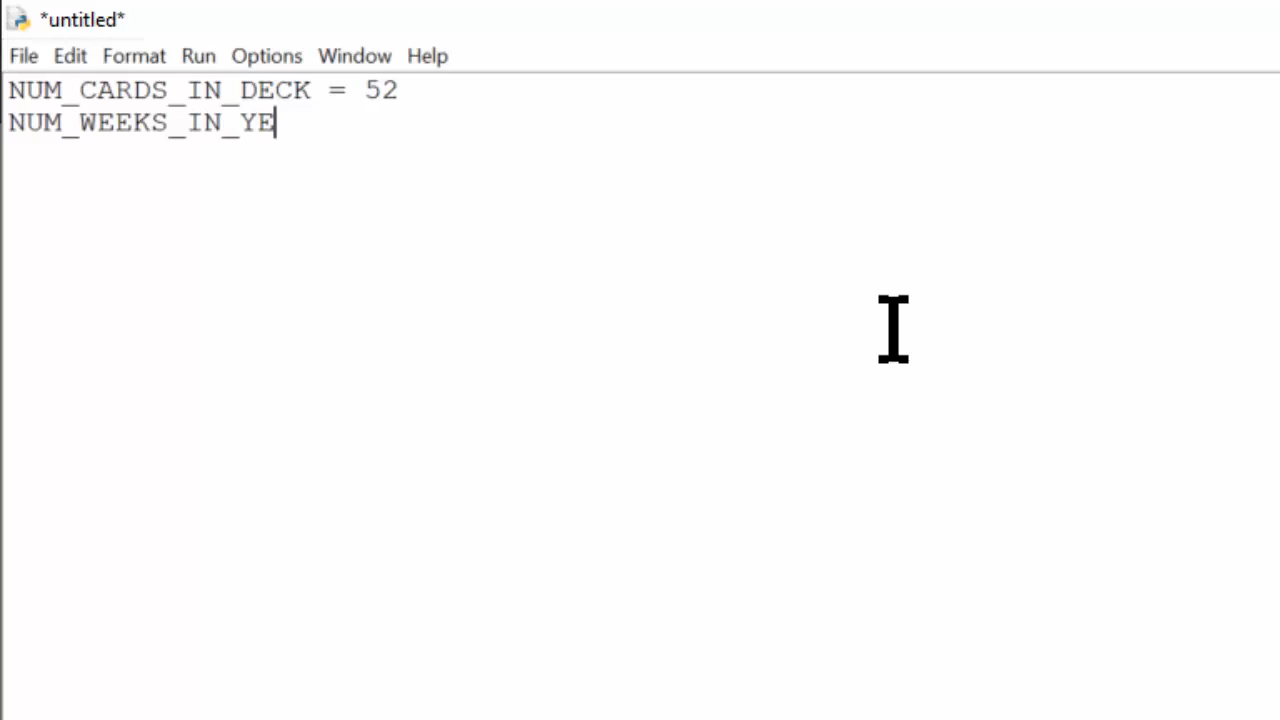 *untitled*
File Edit Format Run Options Window Help
NUM_CARDS_IN_DECK = 52
NUM_WEEKS_IN_YE